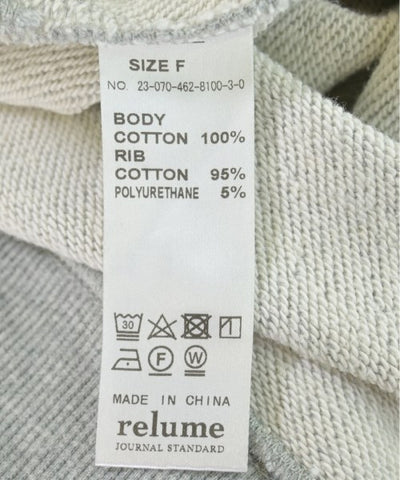 SIZE F
NO. 23-070-462-8100-3-0
BODY
COTTON 100%
RIB
COTTON 95%
POLYURETHANE 5%
30
F W
MADE IN CHINA
relume
JOURNAL STANDARD